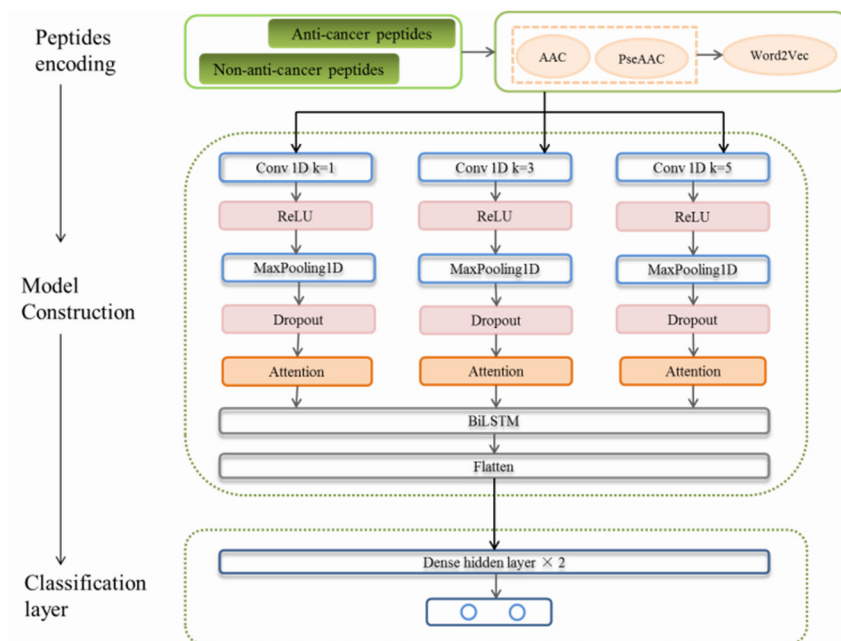 Peptides
encoding
Anti-cancer peptides
Non-anti-cancer peptides
AAC
PseAAC
Word2Vec
Conv 1D k=1
Conv 1D k=3
Conv 1D k=5
ReLU
ReLU
ReLU
MaxPooling1D
MaxPooling1D
MaxPooling1D
Model
Construction
Dropout
Dropout
Dropout
Attention
Attention
Attention
BiLSTM
Flatten
Classification
layer
Dense hidden layer × 2